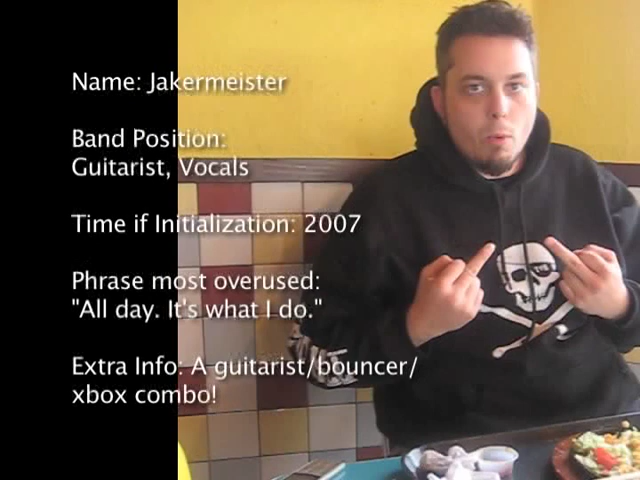 Name: Jakermeister
Band Position:
Guitarist, Vocals
Time if Initialization: 2007
Phrase most overused:
"All day. It's what I do."
Extra Info: A guitarist/bouncer/
xbox combo!